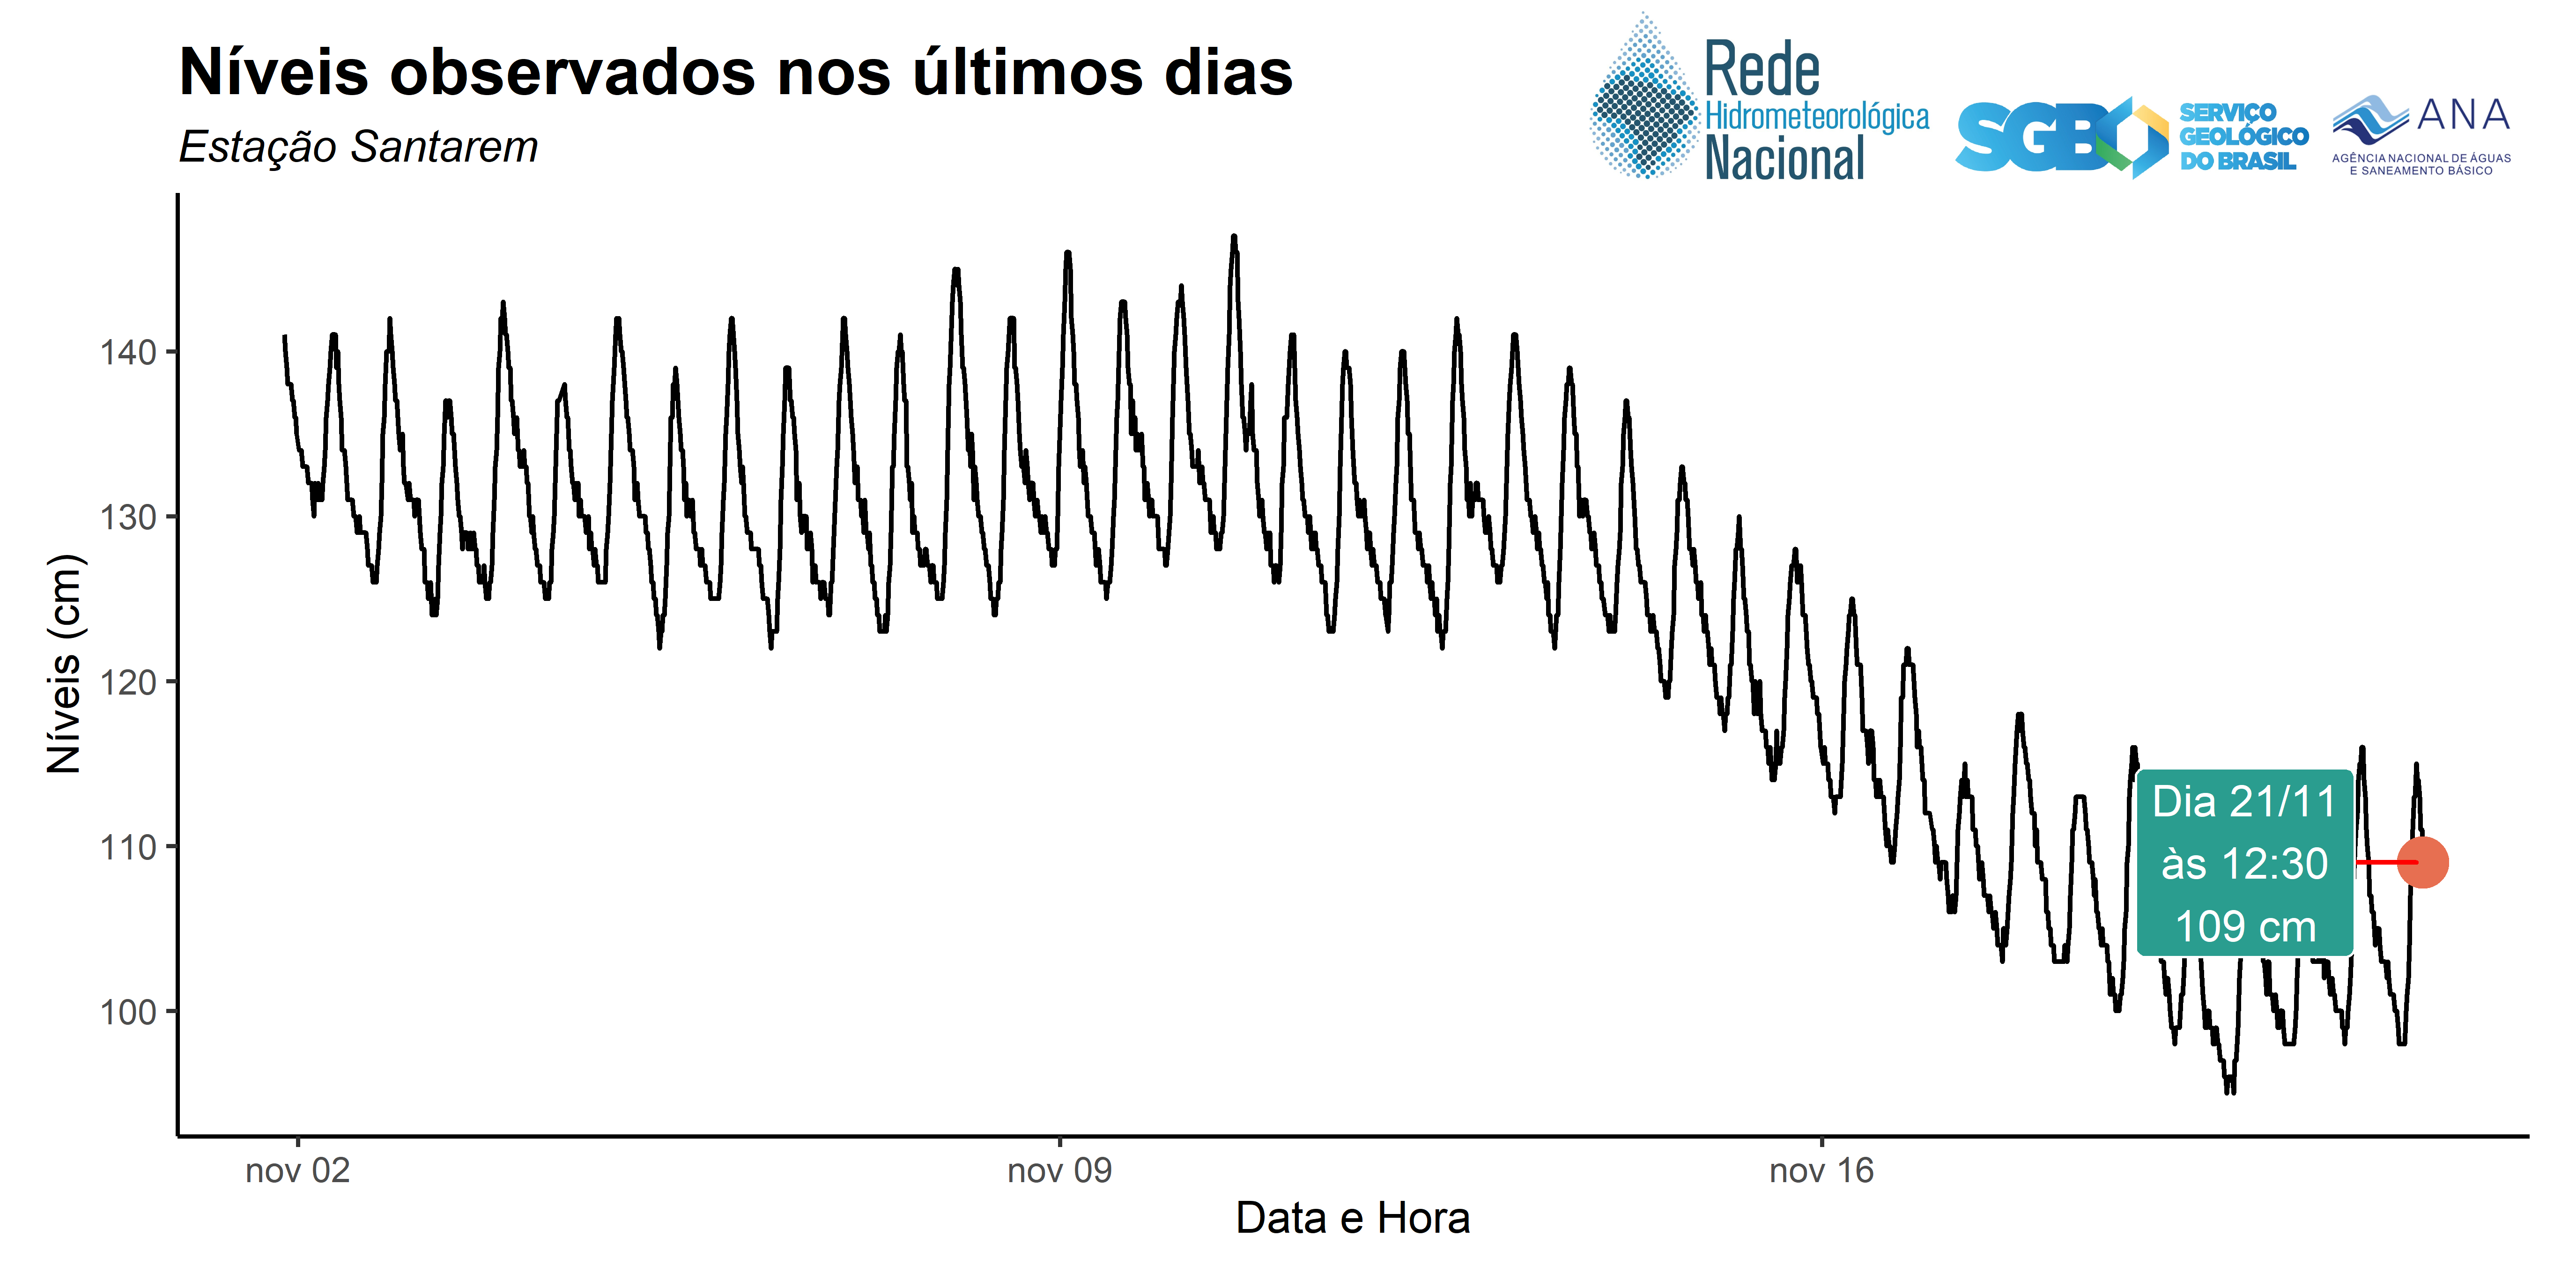 Níveis observados nos últimos dias
Estação Santarem
Rede
Hidrometeorológica
Nacional
SGB
SERVIÇO
GEOLÓGICO
DO BRASIL
ANA
AGÊNCIA NACIONAL DE ÁGUAS
E SANEAMENTO BÁSICO
Níveis (cm)
140
130
120
110
100
Dia 21/11
às 12:30
109 cm
nov 02
nov 09
nov 16
Data e Hora